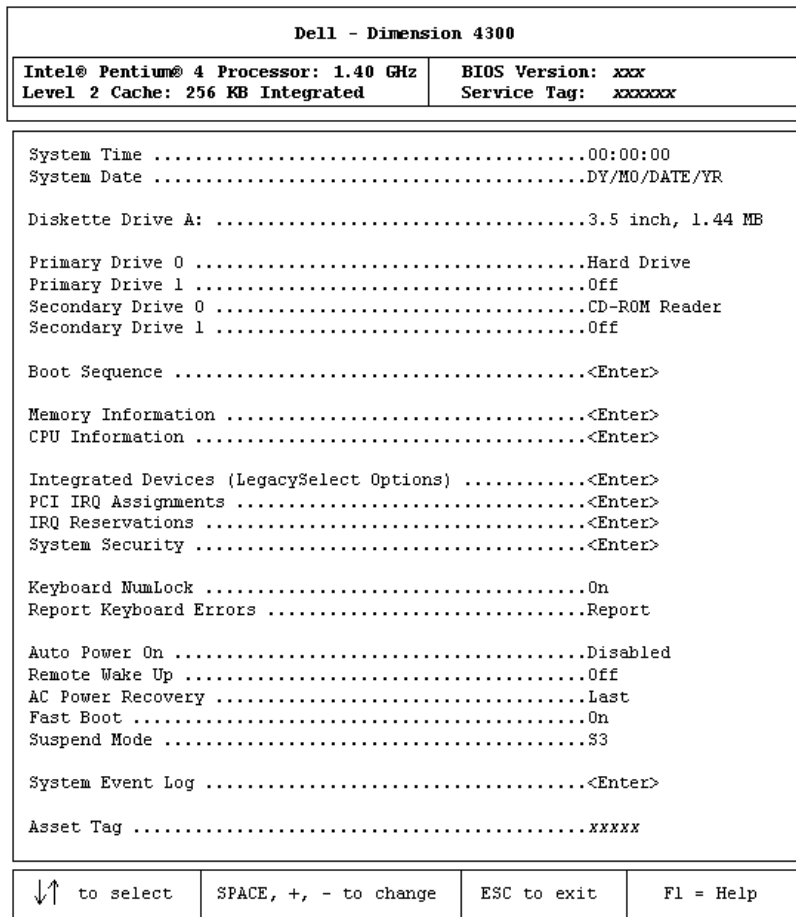 Dell - Dimension 4300
Intel® Pentium® 4 Processor: 1.40 GHz
Level 2 Cache: 256 KB Integrated
BIOS Version: xxx
Service Tag: xxxxxx
System Time ..........................................00:00:00
System Date ..........................................DY/MO/DATE/YR
Diskette Drive A: ....................................3.5 inch, 1.44 MB
Primary Drive 0 ......................................Hard Drive
Primary Drive 1 ......................................Off
Secondary Drive 0 ....................................CD-ROM Reader
Secondary Drive 1 ....................................Off
Boot Sequence ........................................<Enter>
Memory Information ...................................<Enter>
CPU Information ......................................<Enter>
Integrated Devices (LegacySelect Options) ............<Enter>
PCI IRQ Assignments ..................................<Enter>
IRQ Reservations .....................................<Enter>
System Security ......................................<Enter>
Keyboard NumLock .....................................On
Report Keyboard Errors ...............................Report
Auto Power On ........................................Disabled
Remote Wake Up .......................................Off
AC Power Recovery ....................................Last
Fast Boot ............................................On
Suspend Mode .........................................S3
System Event Log .....................................<Enter>
Asset Tag ............................................xxxxx
↓↑ to select
SPACE, +, - to change
ESC to exit
F1 = Help